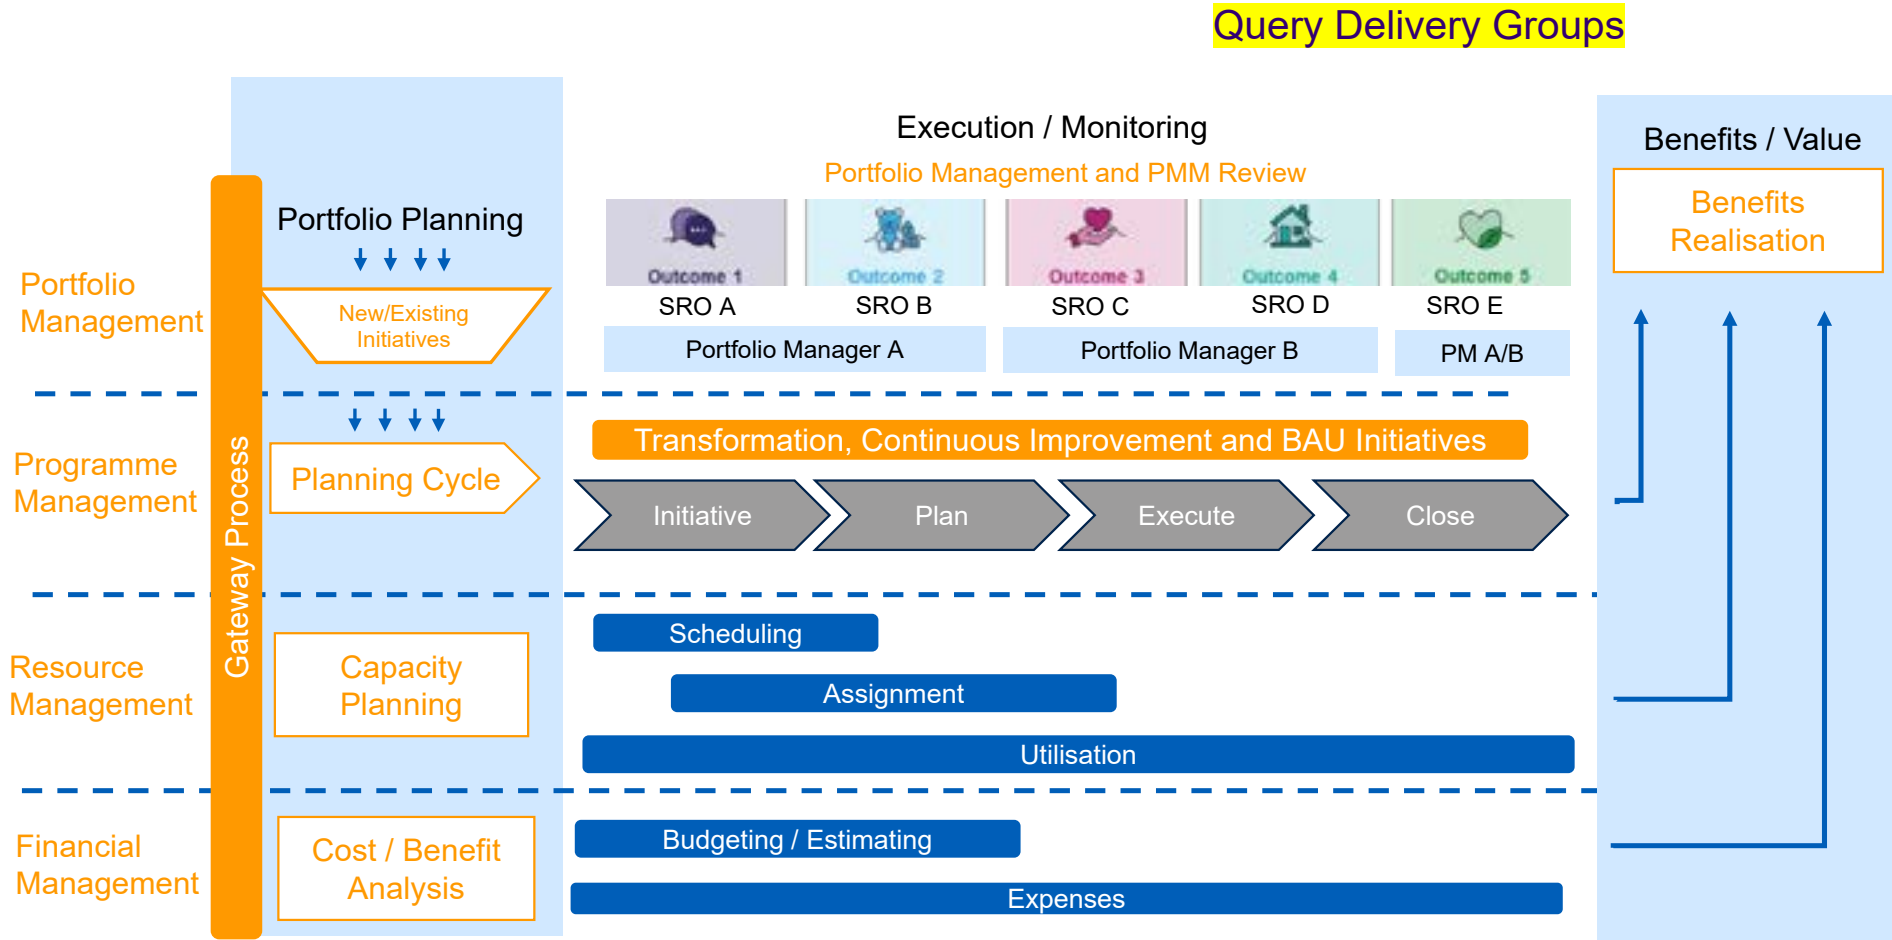 Query Delivery Groups
Execution / Monitoring
Benefits / Value
Portfolio Management and PMM Review
Benefits
Realisation
Portfolio Planning
Outcome 1
Outcome 2
Outcome 3
Outcome 4
Outcome 5
Portfolio
Management
New/Existing
Initiatives
SRO A
SRO B
SRO C
SRO D
SRO E
Portfolio Manager A
Portfolio Manager B
PM A/B
Gateway Process
Programme
Management
Planning Cycle
Transformation, Continuous Improvement and BAU Initiatives
Initiative
Plan
Execute
Close
Resource
Management
Capacity
Planning
Scheduling
Assignment
Utilisation
Financial
Management
Cost / Benefit
Analysis
Budgeting / Estimating
Expenses